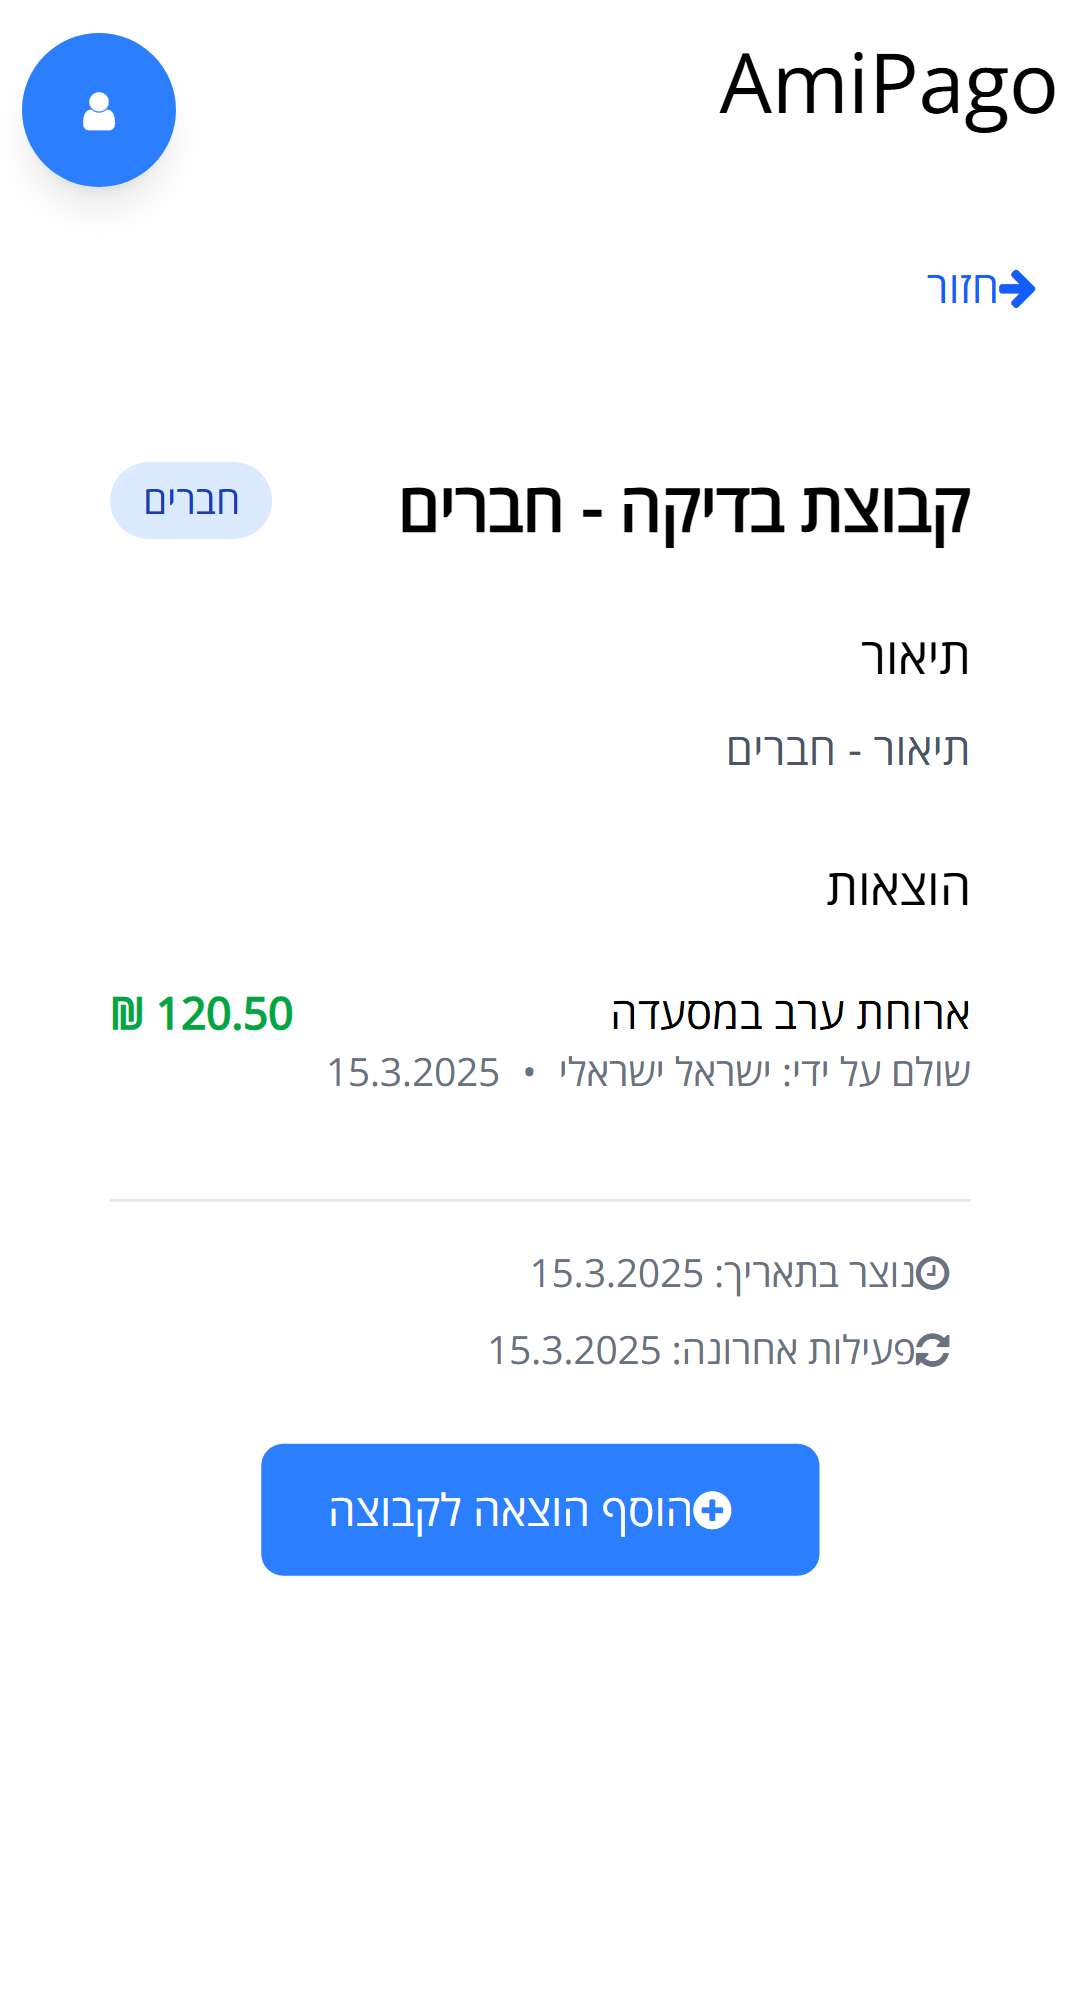 AmiPago
חזור
קבוצת בדיקה - חברים
חברים
תיאור
תיאור - חברים
הוצאות
ארוחת ערב במסעדה
120.50 ₪
שולם על ידי: ישראל ישראלי • 15.3.2025
נוצר בתאריך: 15.3.2025
פעילות אחרונה: 15.3.2025
הוסף הוצאה לקבוצה